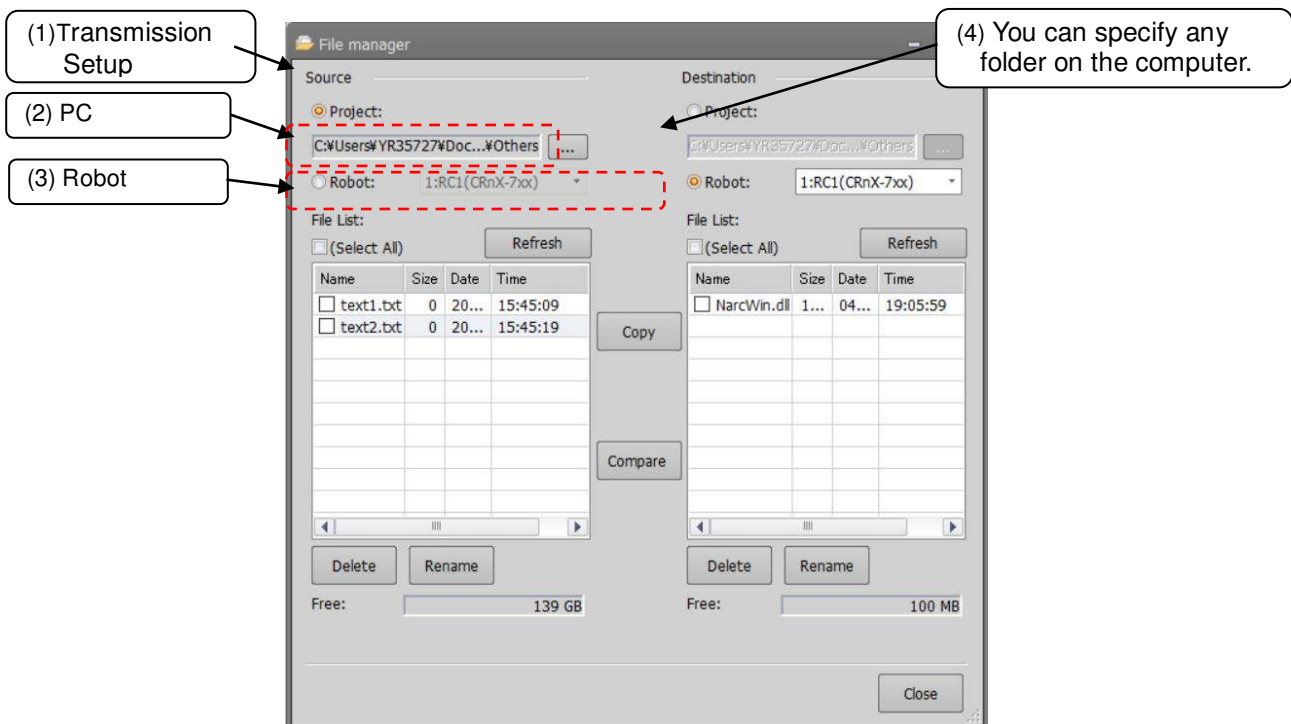 (1)Transmission
Setup
(2) PC
(3) Robot
(4) You can specify any
folder on the computer.
File manager
Source
Project:
C:¥Users¥YR35727¥Doc...¥Others
...
Robot:
1:RC1(CRnX-7xx)
File List:
(Select All)
Refresh
Name Size Date Time
text1.txt 0 20... 15:45:09
text2.txt 0 20... 15:45:19
Delete
Rename
Free:
139 GB
Copy
Compare
Destination
Project:
C:¥Users¥YR35727¥Doc...¥Others
...
Robot:
1:RC1(CRnX-7xx)
File List:
(Select All)
Refresh
Name Size Date Time
NarcWin.dll 1... 04... 19:05:59
Delete
Rename
Free:
100 MB
Close